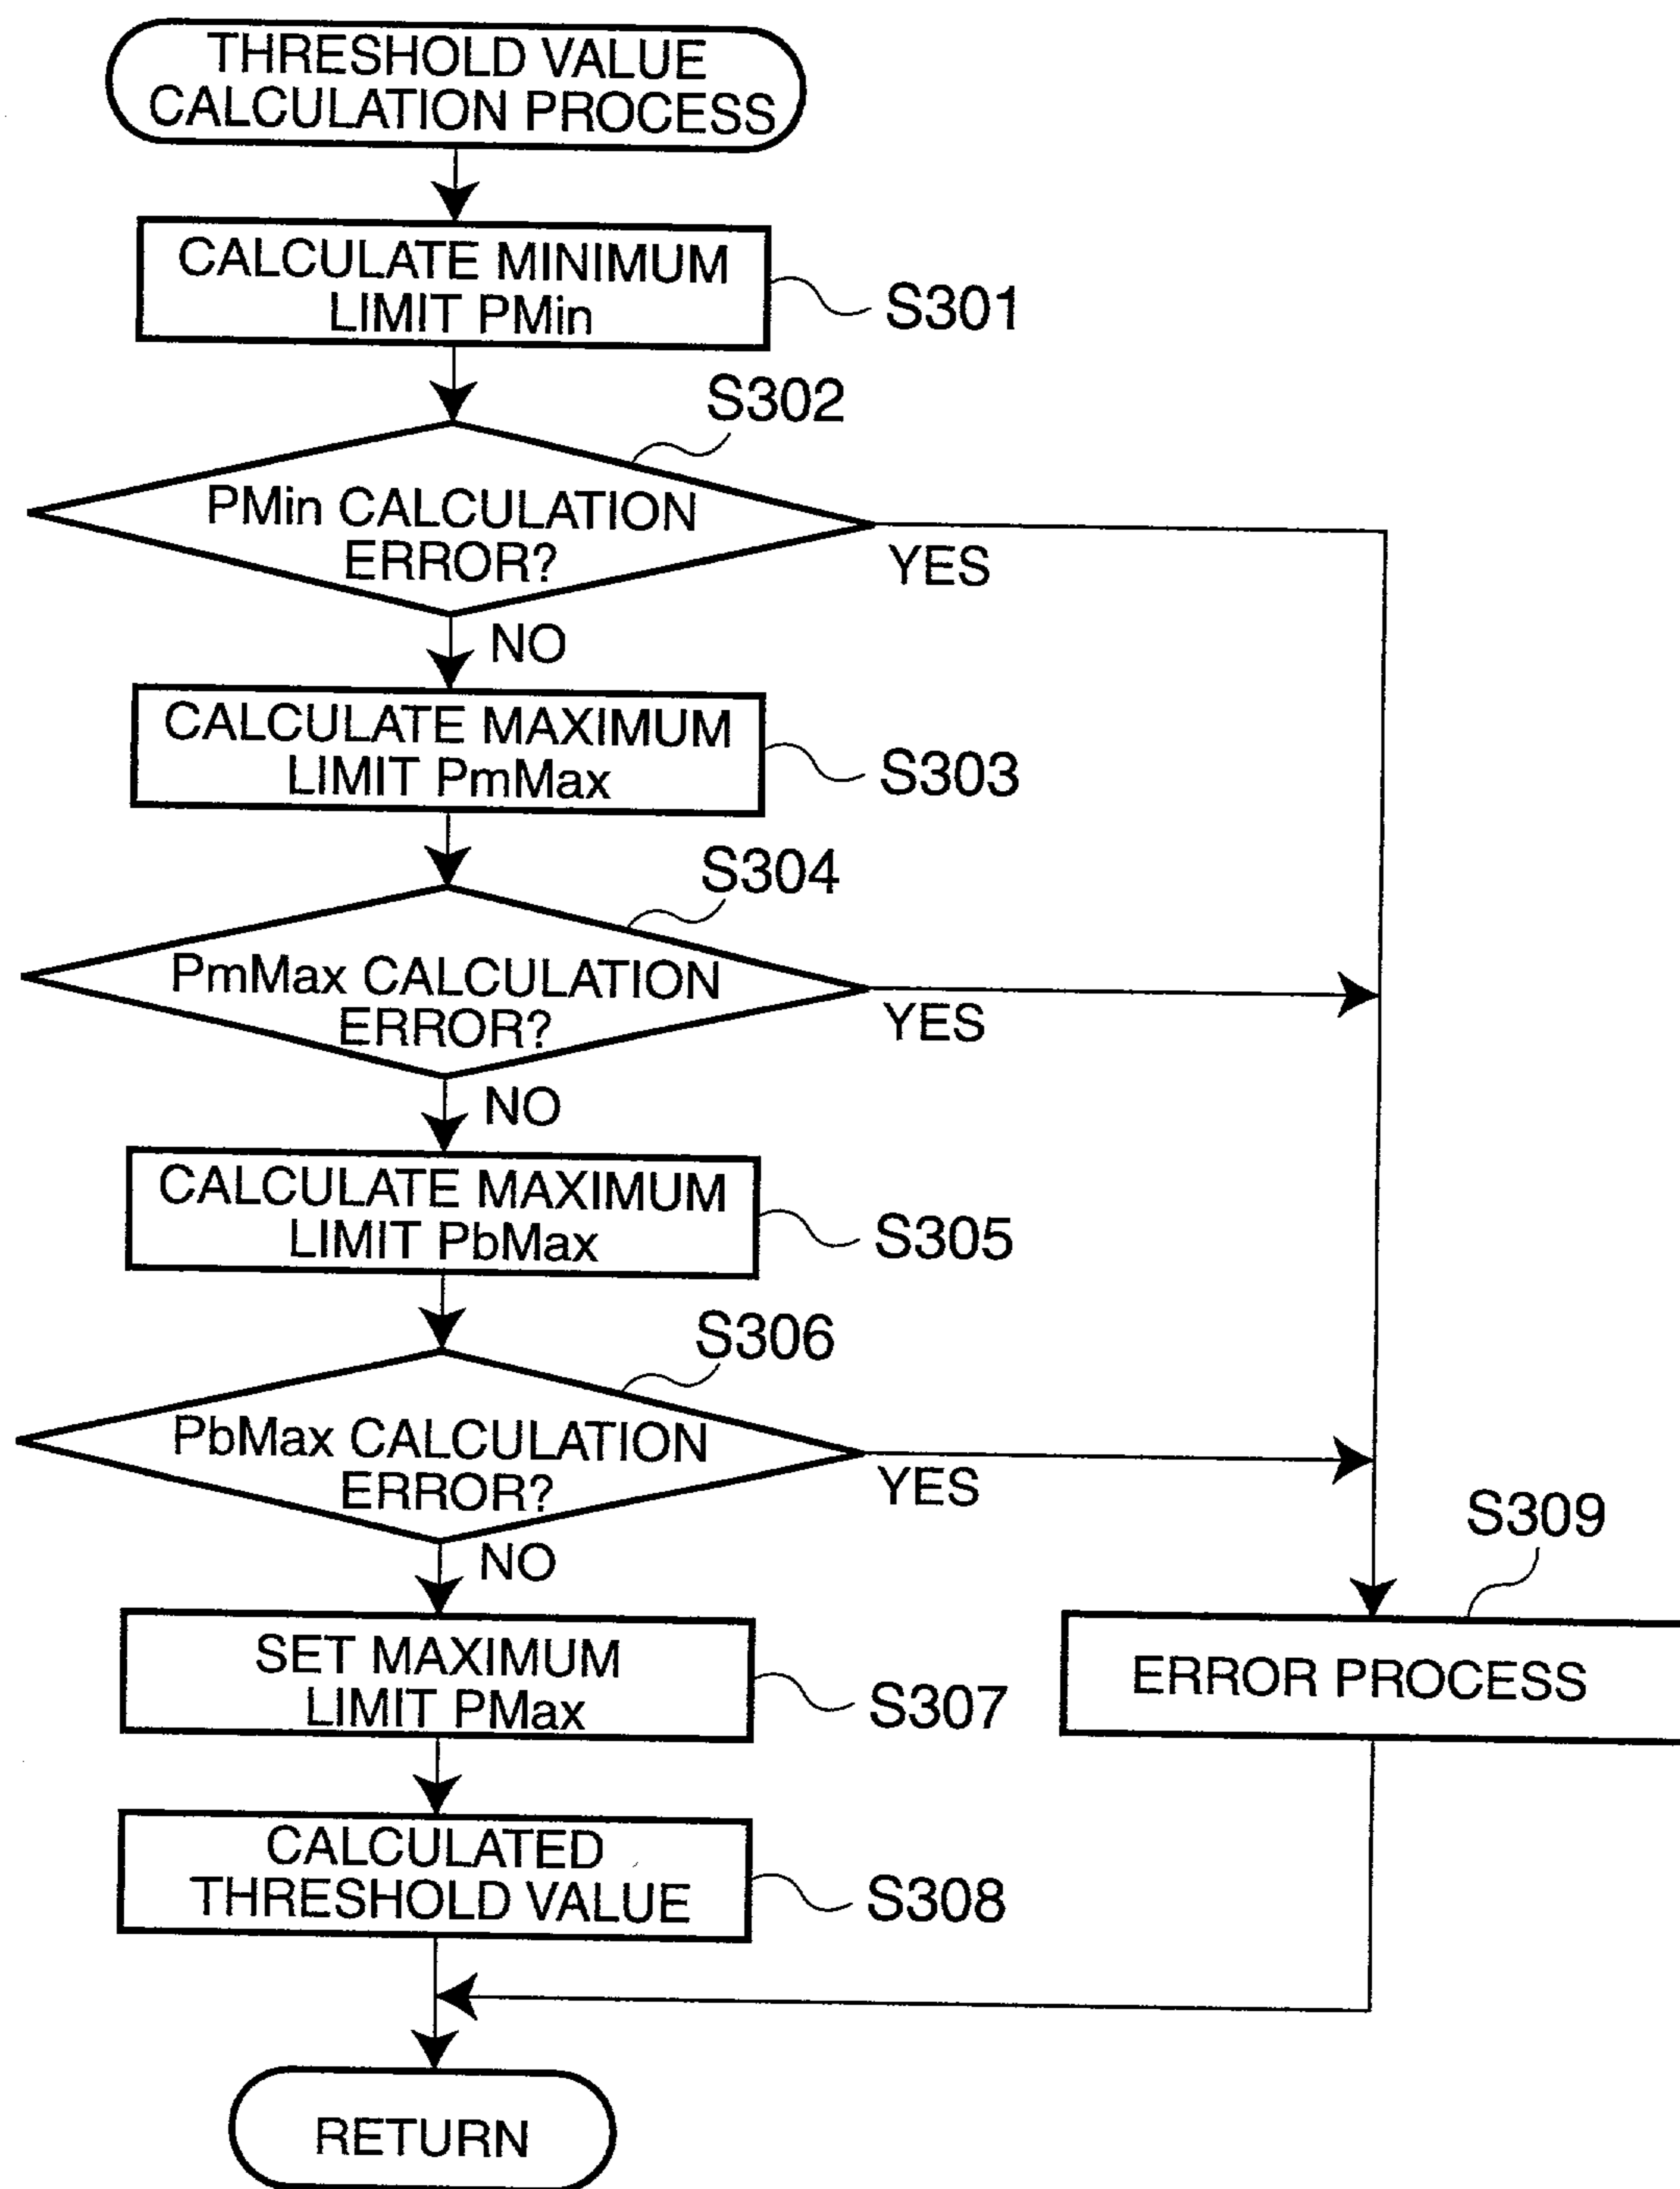 THRESHOLD VALUE
CALCULATION PROCESS
CALCULATE MINIMUM
LIMIT PMin
S301
S302
PMin CALCULATION
ERROR?
YES
NO
CALCULATE MAXIMUM
LIMIT PmMax
S303
S304
PmMax CALCULATION
ERROR?
YES
NO
CALCULATE MAXIMUM
LIMIT PbMax
S305
S306
PbMax CALCULATION
ERROR?
YES
NO
S309
SET MAXIMUM
LIMIT PMax
S307
ERROR PROCESS
CALCULATED
THRESHOLD VALUE
S308
RETURN